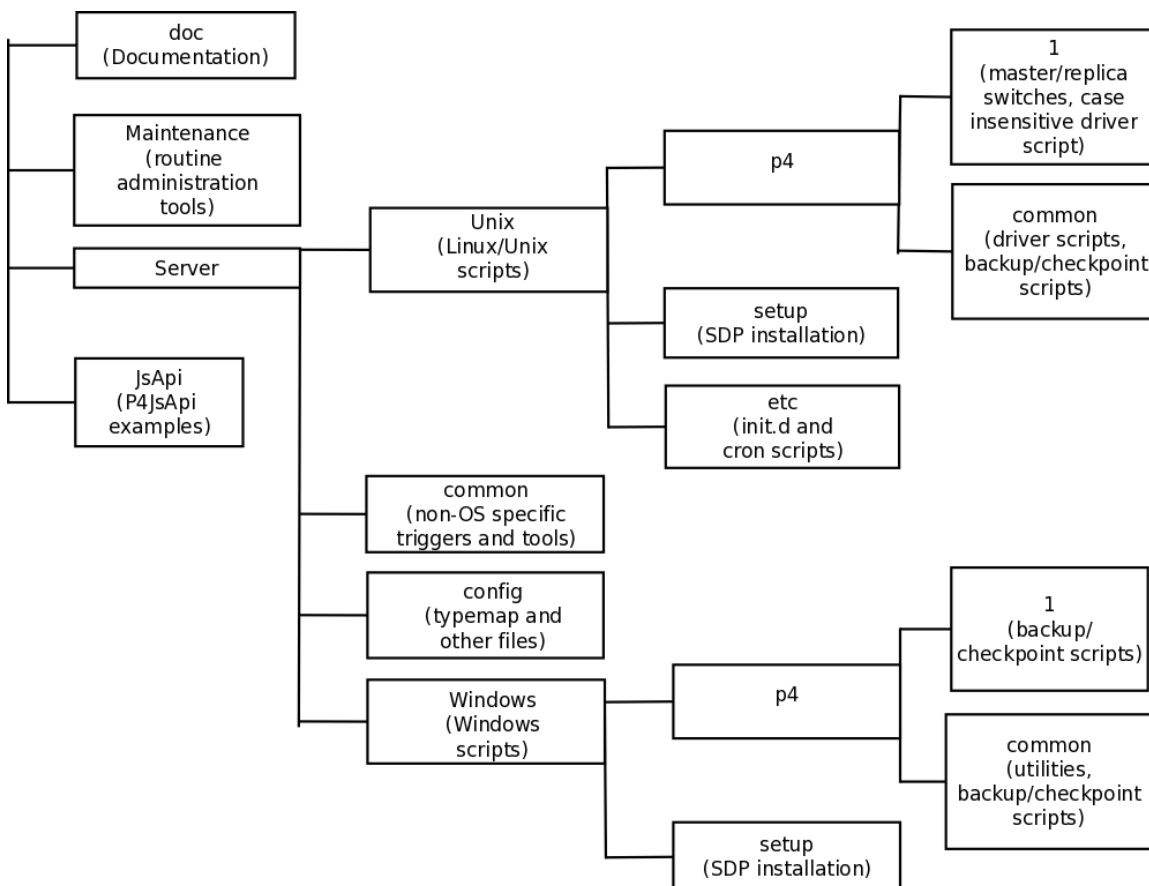 doc
(Documentation)
Maintenance
(routine
administration
tools)
Server
JsApi
(P4JsApi
examples)
Unix
(Linux/Unix
scripts)
common
(non-OS specific
triggers and tools)
config
(typemap and
other files)
Windows
(Windows
scripts)
p4
setup
(SDP installation)
etc
(init.d and
cron scripts)
1
(master/replica
switches, case
insensitive driver
script)
common
(driver scripts,
backup/checkpoint
scripts)
p4
setup
(SDP installation)
1
(backup/
checkpoint scripts)
common
(utilities,
backup/checkpoint
scripts)